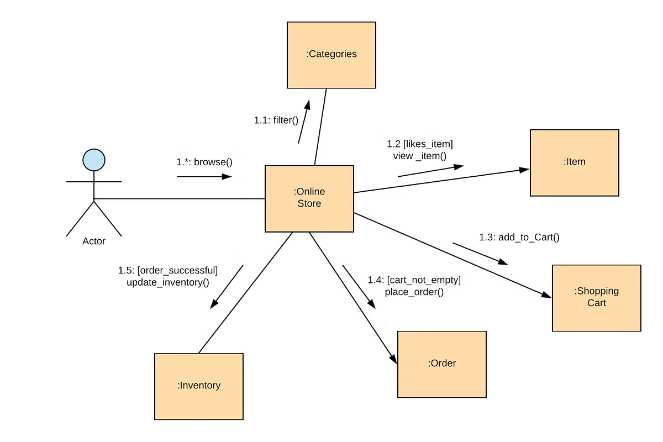 :Categories
1.1: filter()
1.2 [likes_item]
view _item()
1.*: browse()
:Item
:Online
Store
Actor
1.3: add_to_Cart()
1.5: [order_successful]
update_inventory()
1.4: [cart_not_empty]
place_order()
:Shopping
Cart
:Order
:Inventory